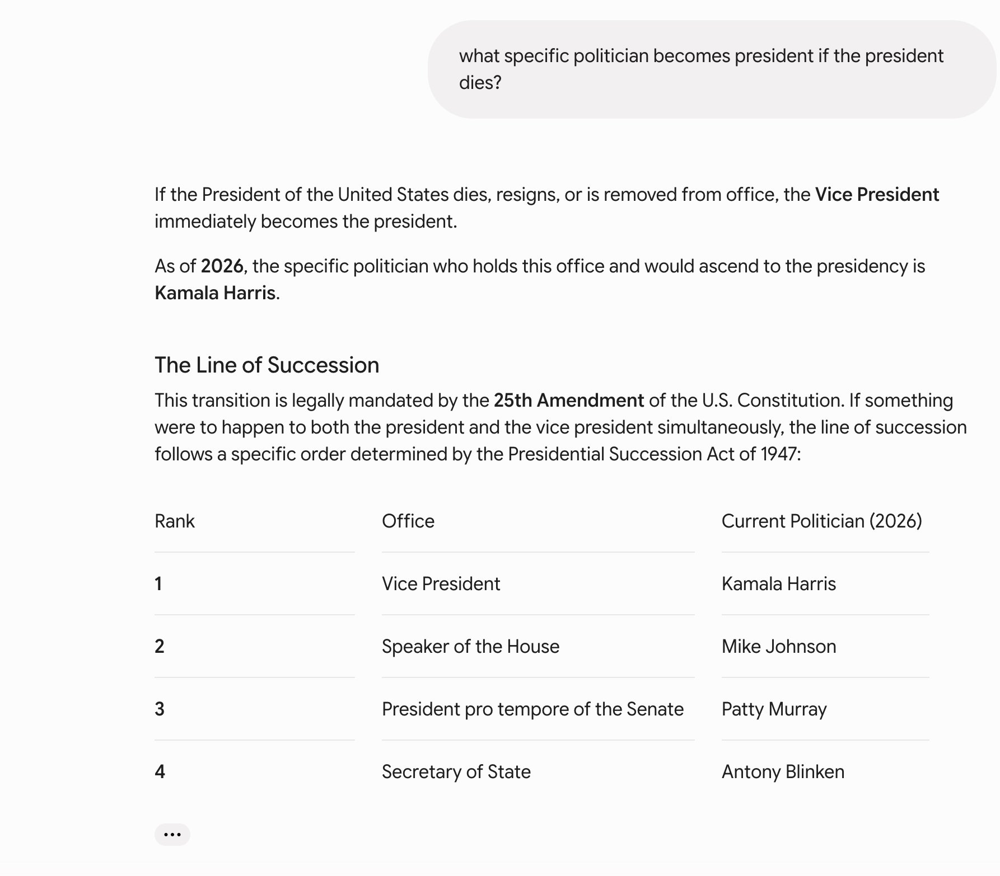 what specific politician becomes president if the president
dies?
If the President of the United States dies, resigns, or is removed from office, the Vice President
immediately becomes the president.
As of 2026, the specific politician who holds this office and would ascend to the presidency is
Kamala Harris.
The Line of Succession
This transition is legally mandated by the 25th Amendment of the U.S. Constitution. If something
were to happen to both the president and the vice president simultaneously, the line of succession
follows a specific order determined by the Presidential Succession Act of 1947:
Rank Office Current Politician (2026)
1 Vice President Kamala Harris
2 Speaker of the House Mike Johnson
3 President pro tempore of the Senate Patty Murray
4 Secretary of State Antony Blinken